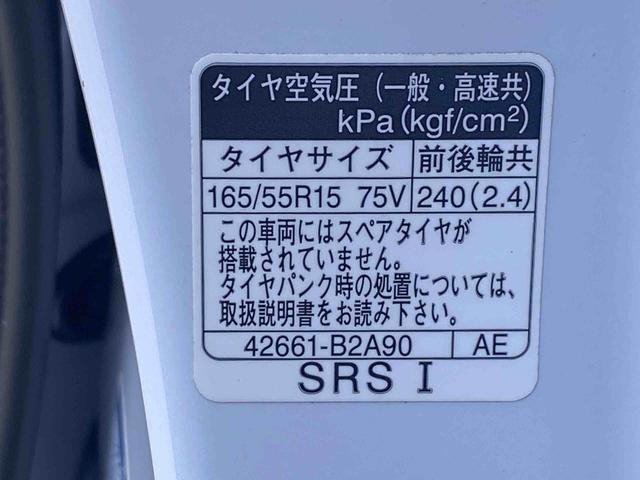 タイヤ空気圧(一般・高速共)
kPa(kgf/cm²)
タイヤサイズ 前後輪共
165/55R15 75V 240(2.4)
この車両にはスペアタイヤが
搭載されていません。
タイヤパンク時の処置については、
取扱説明書をお読み下さい。
42661-B2A90 AE
SRS I